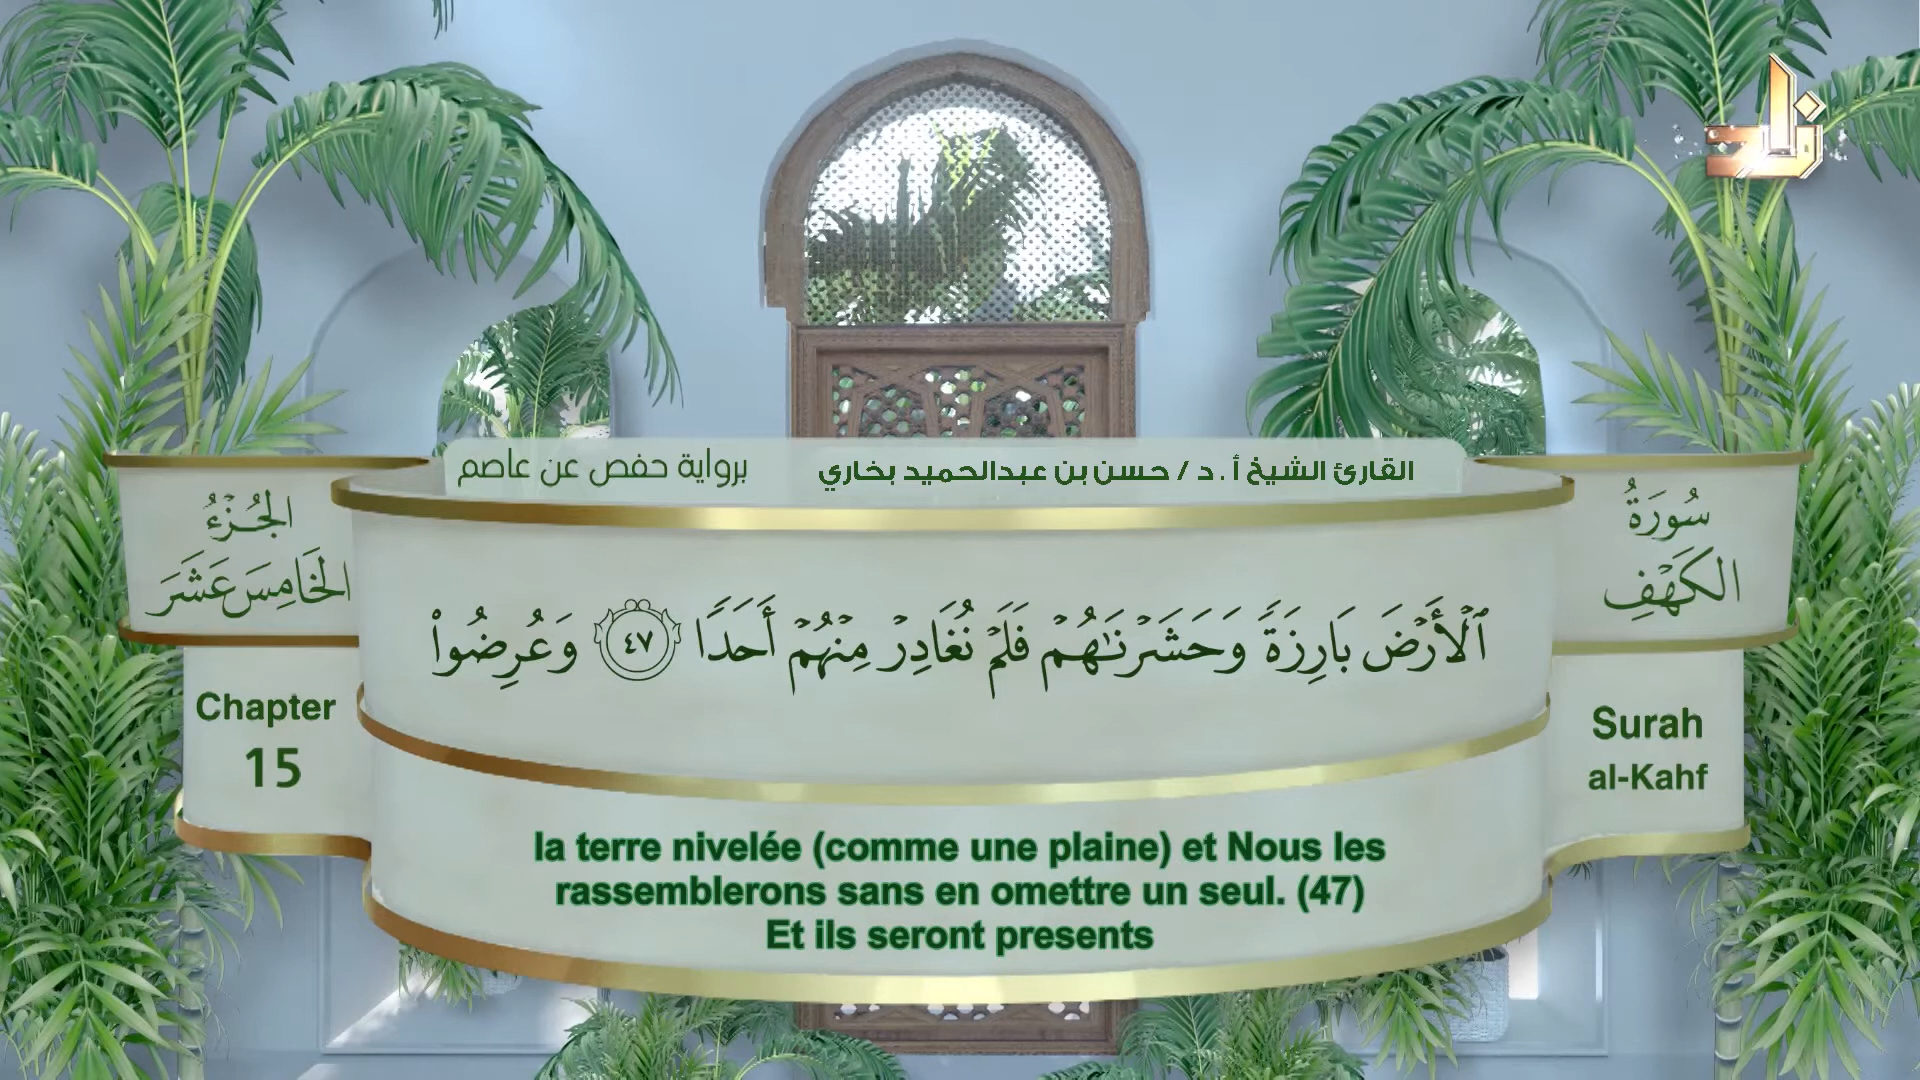 القارئ الشيخ أ . د / حسن بن عبدالحميد بخاري
برواية حفص عن عاصم
سُورَةُ
الكَهْفِ
الجُزْءُ
الخَامِسَ عَشَرَ
ٱلْأَرْضَ بَارِزَةً وَحَشَرْنَٰهُمْ فَلَمْ نُغَادِرْ مِنْهُمْ أَحَدًا ٤٧ وَعُرِضُوا۟
Chapter
15
Surah
al-Kahf
la terre nivelée (comme une plaine) et Nous les
rassemblerons sans en omettre un seul. (47)
Et ils seront presents